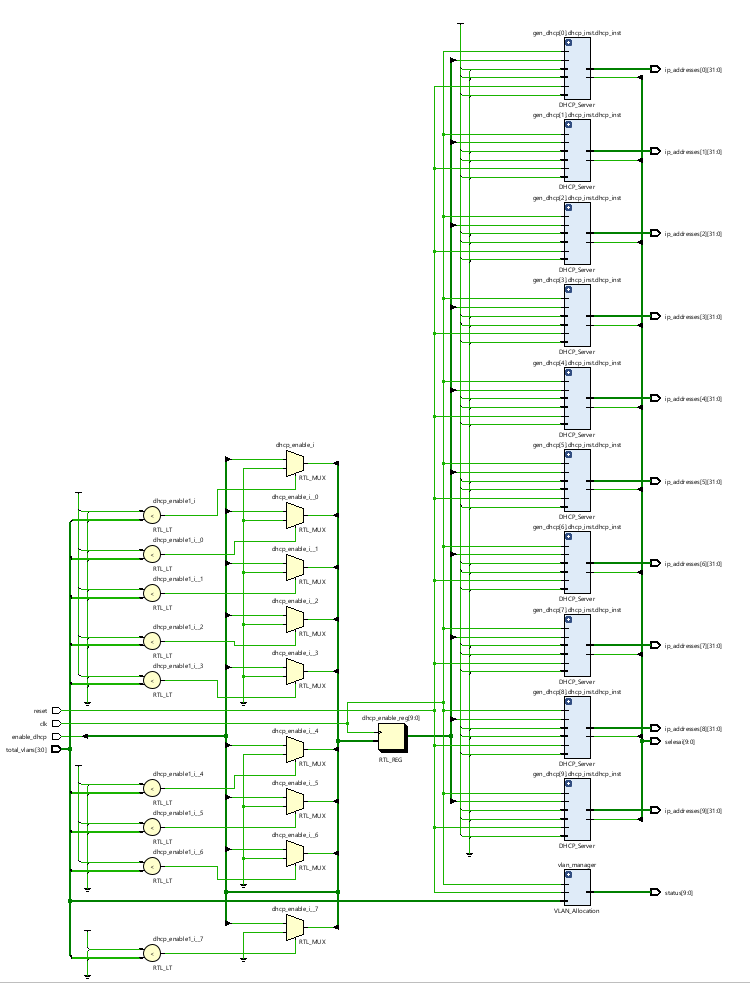 gen_dhcp[0].dhcp_inst.dhcp_inst
ip_addresses[0][31:0]
DHCP_Server
gen_dhcp[1].dhcp_inst.dhcp_inst
ip_addresses[1][31:0]
DHCP_Server
gen_dhcp[2].dhcp_inst.dhcp_inst
ip_addresses[2][31:0]
DHCP_Server
gen_dhcp[3].dhcp_inst.dhcp_inst
ip_addresses[3][31:0]
DHCP_Server
gen_dhcp[4].dhcp_inst.dhcp_inst
ip_addresses[4][31:0]
DHCP_Server
gen_dhcp[5].dhcp_inst.dhcp_inst
ip_addresses[5][31:0]
DHCP_Server
gen_dhcp[6].dhcp_inst.dhcp_inst
ip_addresses[6][31:0]
DHCP_Server
gen_dhcp[7].dhcp_inst.dhcp_inst
ip_addresses[7][31:0]
DHCP_Server
gen_dhcp[8].dhcp_inst.dhcp_inst
ip_addresses[8][31:0]
selesai[9:0]
DHCP_Server
gen_dhcp[9].dhcp_inst.dhcp_inst
ip_addresses[9][31:0]
DHCP_Server
vlan_manager
status[9:0]
VLAN_Allocation
dhcp_enable_i
RTL_MUX
dhcp_enable_i__0
RTL_MUX
dhcp_enable_i__1
RTL_MUX
dhcp_enable_i__2
RTL_MUX
dhcp_enable_i__3
RTL_MUX
dhcp_enable_i__4
RTL_MUX
dhcp_enable_i__5
RTL_MUX
dhcp_enable_i__6
RTL_MUX
dhcp_enable_i__7
RTL_MUX
dhcp_enable_reg[9:0]
RTL_REG
dhcp_enable1_i
<
RTL_LT
dhcp_enable1_i__0
<
RTL_LT
dhcp_enable1_i__1
<
RTL_LT
dhcp_enable1_i__2
<
RTL_LT
dhcp_enable1_i__3
<
RTL_LT
reset
clk
enable_dhcp
total_vlans[3:0]
dhcp_enable1_i__4
<
RTL_LT
dhcp_enable1_i__5
<
RTL_LT
dhcp_enable1_i__6
<
RTL_LT
dhcp_enable1_i__7
<
RTL_LT